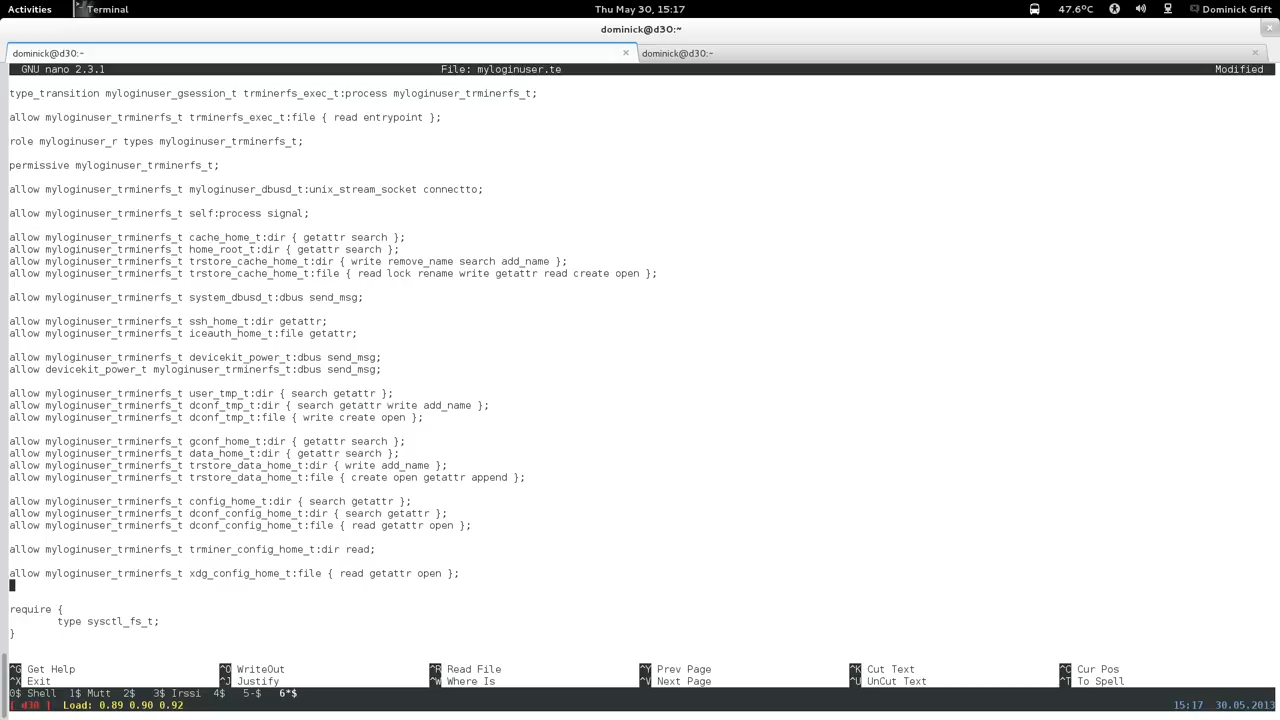 Activities Terminal Thu May 30, 15:17 47.6ºC Dominick Grift
dominick@d30:~
dominick@d30:~ dominick@d30:~
GNU nano 2.3.1 File: myloginuser.te Modified
type_transition myloginuser_gsession_t trminerfs_exec_t:process myloginuser_trminerfs_t;
allow myloginuser_trminerfs_t trminerfs_exec_t:file { read entrypoint };
role myloginuser_r types myloginuser_trminerfs_t;
permissive myloginuser_trminerfs_t;
allow myloginuser_trminerfs_t myloginuser_dbusd_t:unix_stream_socket connectto;
allow myloginuser_trminerfs_t self:process signal;
allow myloginuser_trminerfs_t cache_home_t:dir { getattr search };
allow myloginuser_trminerfs_t home_root_t:dir { getattr search };
allow myloginuser_trminerfs_t trstore_cache_home_t:dir { write remove_name search add_name };
allow myloginuser_trminerfs_t trstore_cache_home_t:file { read lock rename write getattr read create open };
allow myloginuser_trminerfs_t system_dbusd_t:dbus send_msg;
allow myloginuser_trminerfs_t ssh_home_t:dir getattr;
allow myloginuser_trminerfs_t iceauth_home_t:file getattr;
allow myloginuser_trminerfs_t devicekit_power_t:dbus send_msg;
allow devicekit_power_t myloginuser_trminerfs_t:dbus send_msg;
allow myloginuser_trminerfs_t user_tmp_t:dir { search getattr };
allow myloginuser_trminerfs_t dconf_tmp_t:dir { search getattr write add_name };
allow myloginuser_trminerfs_t dconf_tmp_t:file { write create open };
allow myloginuser_trminerfs_t gconf_home_t:dir { getattr search };
allow myloginuser_trminerfs_t data_home_t:dir { getattr search };
allow myloginuser_trminerfs_t trstore_data_home_t:dir { write add_name };
allow myloginuser_trminerfs_t trstore_data_home_t:file { create open getattr append };
allow myloginuser_trminerfs_t config_home_t:dir { search getattr };
allow myloginuser_trminerfs_t dconf_config_home_t:dir { search getattr };
allow myloginuser_trminerfs_t dconf_config_home_t:file { read getattr open };
allow myloginuser_trminerfs_t trminer_config_home_t:dir read;
allow myloginuser_trminerfs_t xdg_config_home_t:file { read getattr open };
require {
type sysctl_fs_t;
}
^G Get Help ^O WriteOut ^R Read File ^Y Prev Page ^K Cut Text ^C Cur Pos
^X Exit ^J Justify ^W Where Is ^V Next Page ^U UnCut Text ^T To Spell
0$ Shell 1$ Mutt 2$ 3$ Irssi 4$ 5-$ 6*$
[ d30 ] Load: 0.89 0.90 0.92 15:17 30.05.2013